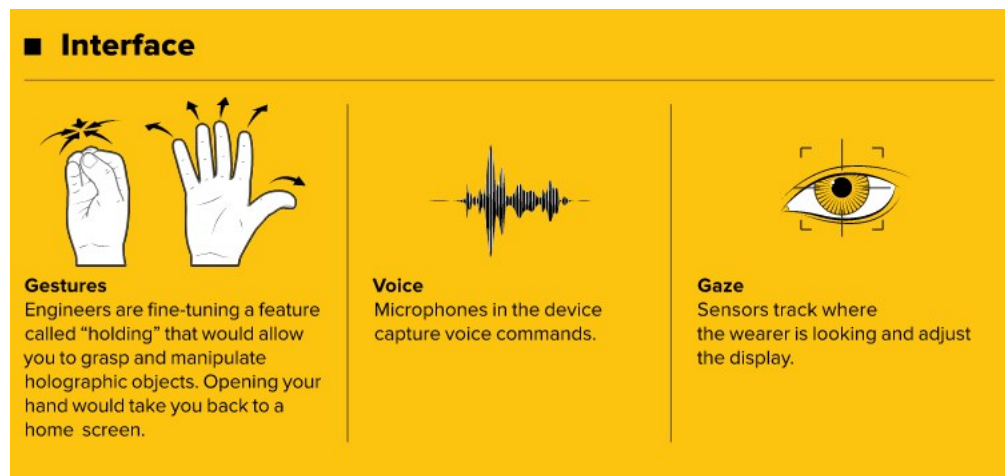 Interface
Gestures
Engineers are fine-tuning a feature
called “holding” that would allow
you to grasp and manipulate
holographic objects. Opening your
hand would take you back to a
home screen.
Voice
Microphones in the device
capture voice commands.
Gaze
Sensors track where
the wearer is looking and adjust
the display.